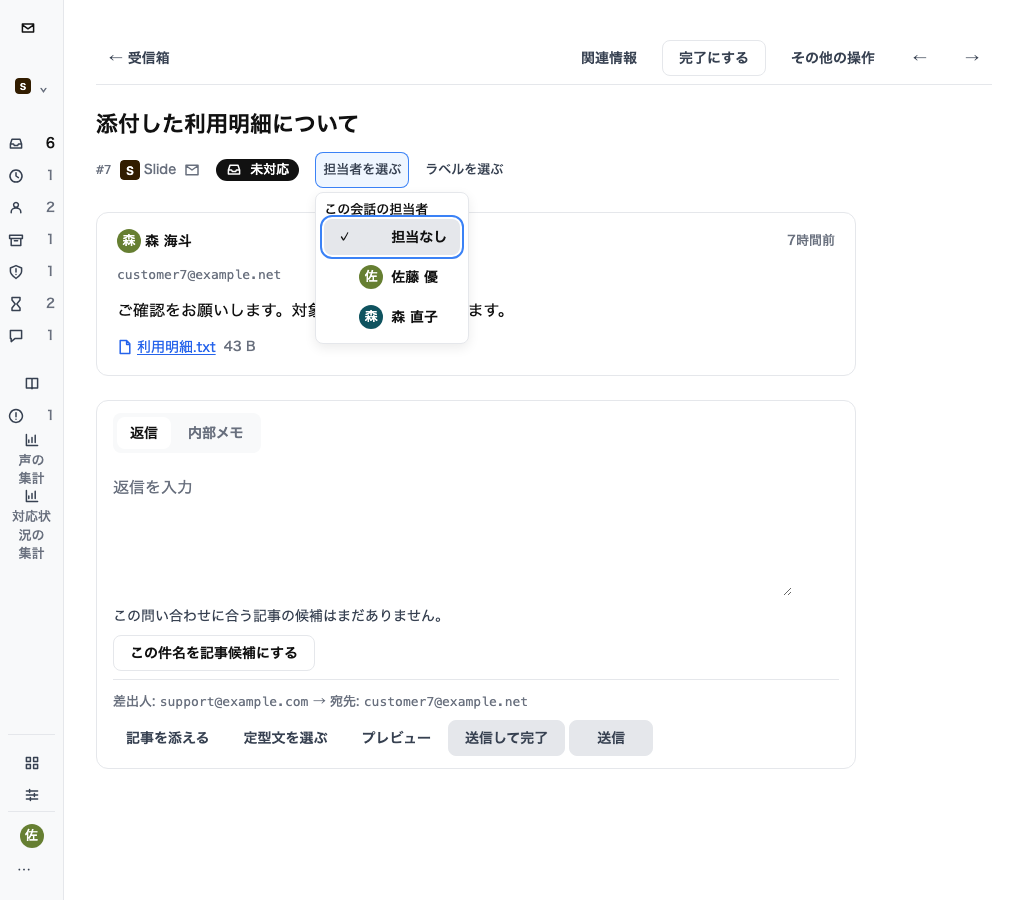 ← 受信箱
関連情報
完了にする
その他の操作
←
→
S
6
1
2
1
1
2
1
1
声の
集計
対応状
況の
集計
佐
…
添付した利用明細について
#7 S Slide 未対応 担当者を選ぶ ラベルを選ぶ
この会話の担当者
✓ 担当なし
佐 佐藤 優
森 森 直子
森 森 海斗
7時間前
customer7@example.net
ご確認をお願いします。対
ます。
利用明細.txt 43 B
返信 内部メモ
返信を入力
この問い合わせに合う記事の候補はまだありません。
この件名を記事候補にする
差出人: support@example.com → 宛先: customer7@example.net
記事を添える 定型文を選ぶ プレビュー 送信して完了 送信